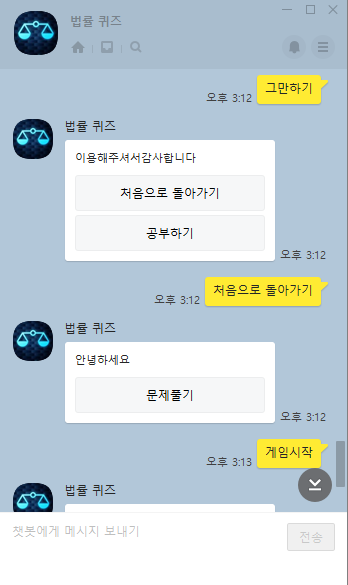 법률 퀴즈
그만하기
오후 3:12
법률 퀴즈
이용해주셔서감사합니다
처음으로 돌아가기
공부하기
오후 3:12
처음으로 돌아가기
오후 3:12
법률 퀴즈
안녕하세요
문제풀기
오후 3:12
게임시작
오후 3:13
법률 퀴즈
챗봇에게 메시지 보내기
전송